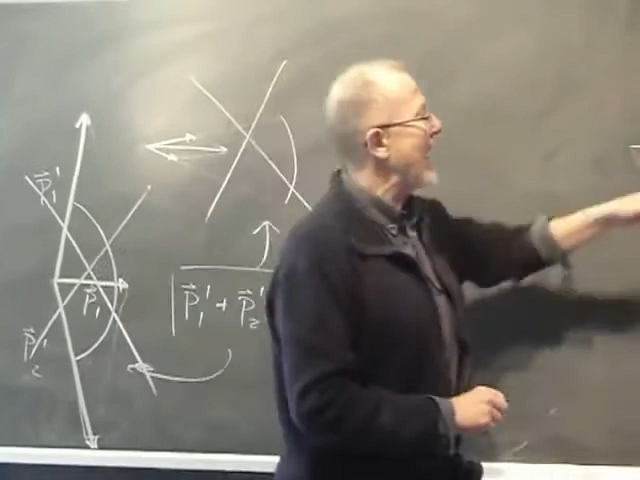 p⃗₁'
p⃗₁
p⃗₂'
p⃗₁' + p⃗₂'